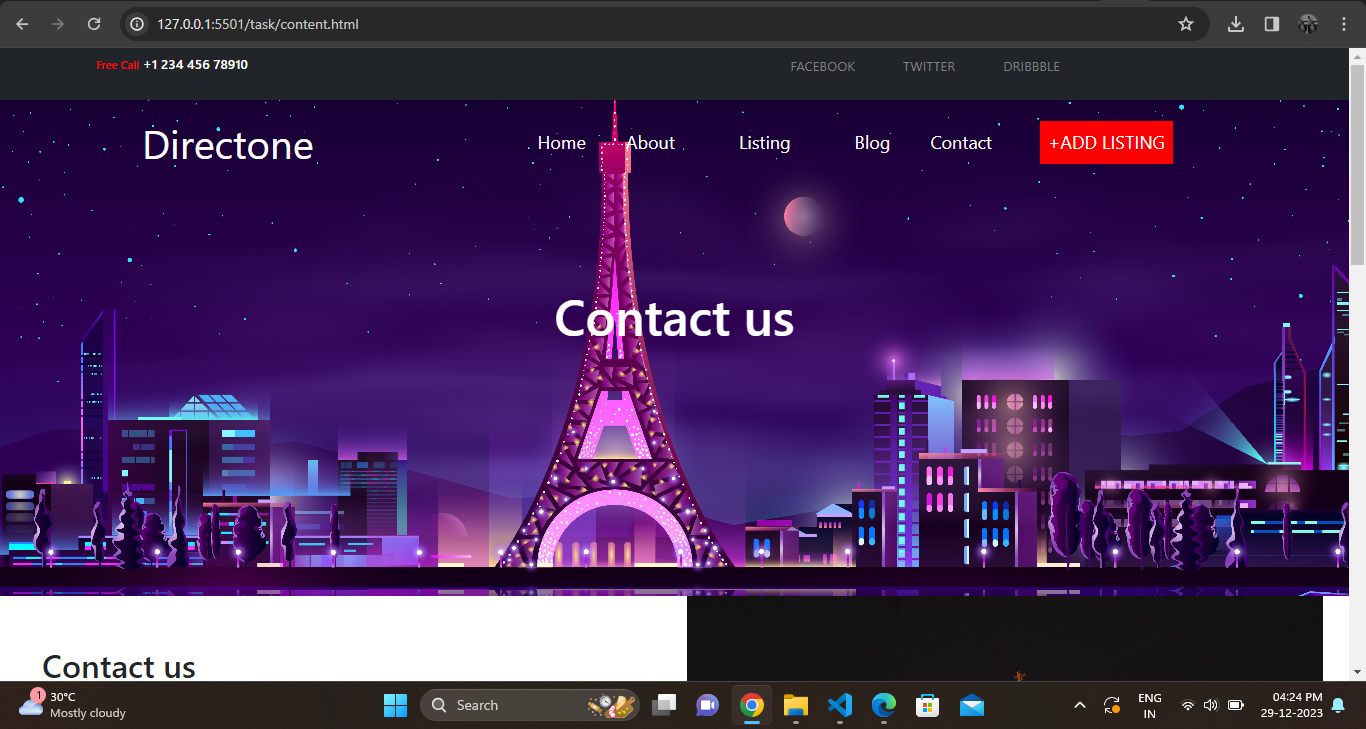 127.0.0.1:5501/task/content.html
Free Call +1 234 456 78910
FACEBOOK TWITTER DRIBBBLE
Directone
Home About Listing Blog Contact +ADD LISTING
Contact us
Contact us
1
30°C
Mostly cloudy
Search
ENG
IN
04:24 PM
29-12-2023